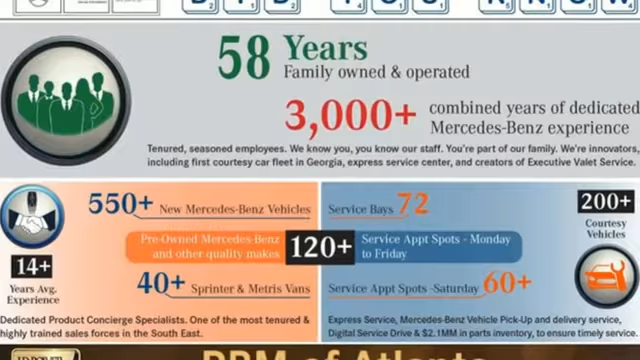 DID YOU KNOW
58 Years
Family owned & operated
3,000+ combined years of dedicated
Mercedes-Benz experience
Tenured, seasoned employees. We know you, you know our staff. You're part of our family. We're innovators,
including first courtesy car fleet in Georgia, express service center, and creators of Executive Valet Service.
14+
Years Avg.
Experience
550+ New Mercedes-Benz Vehicles
Pre-Owned Mercedes-Benz
and other quality makes
120+
Service Appt Spots - Monday
to Friday
40+ Sprinter & Metris Vans
Dedicated Product Concierge Specialists. One of the most tenured &
highly trained sales forces in the South East.
Service Bays 72
Service Appt Spots -Saturday 60+
200+
Courtesy
Vehicles
Express Service, Mercedes-Benz Vehicle Pick-Up and delivery service,
Digital Service Drive & $2.1MM in parts inventory, to ensure timely service.
J.D. POWER
RBM of Atlanta